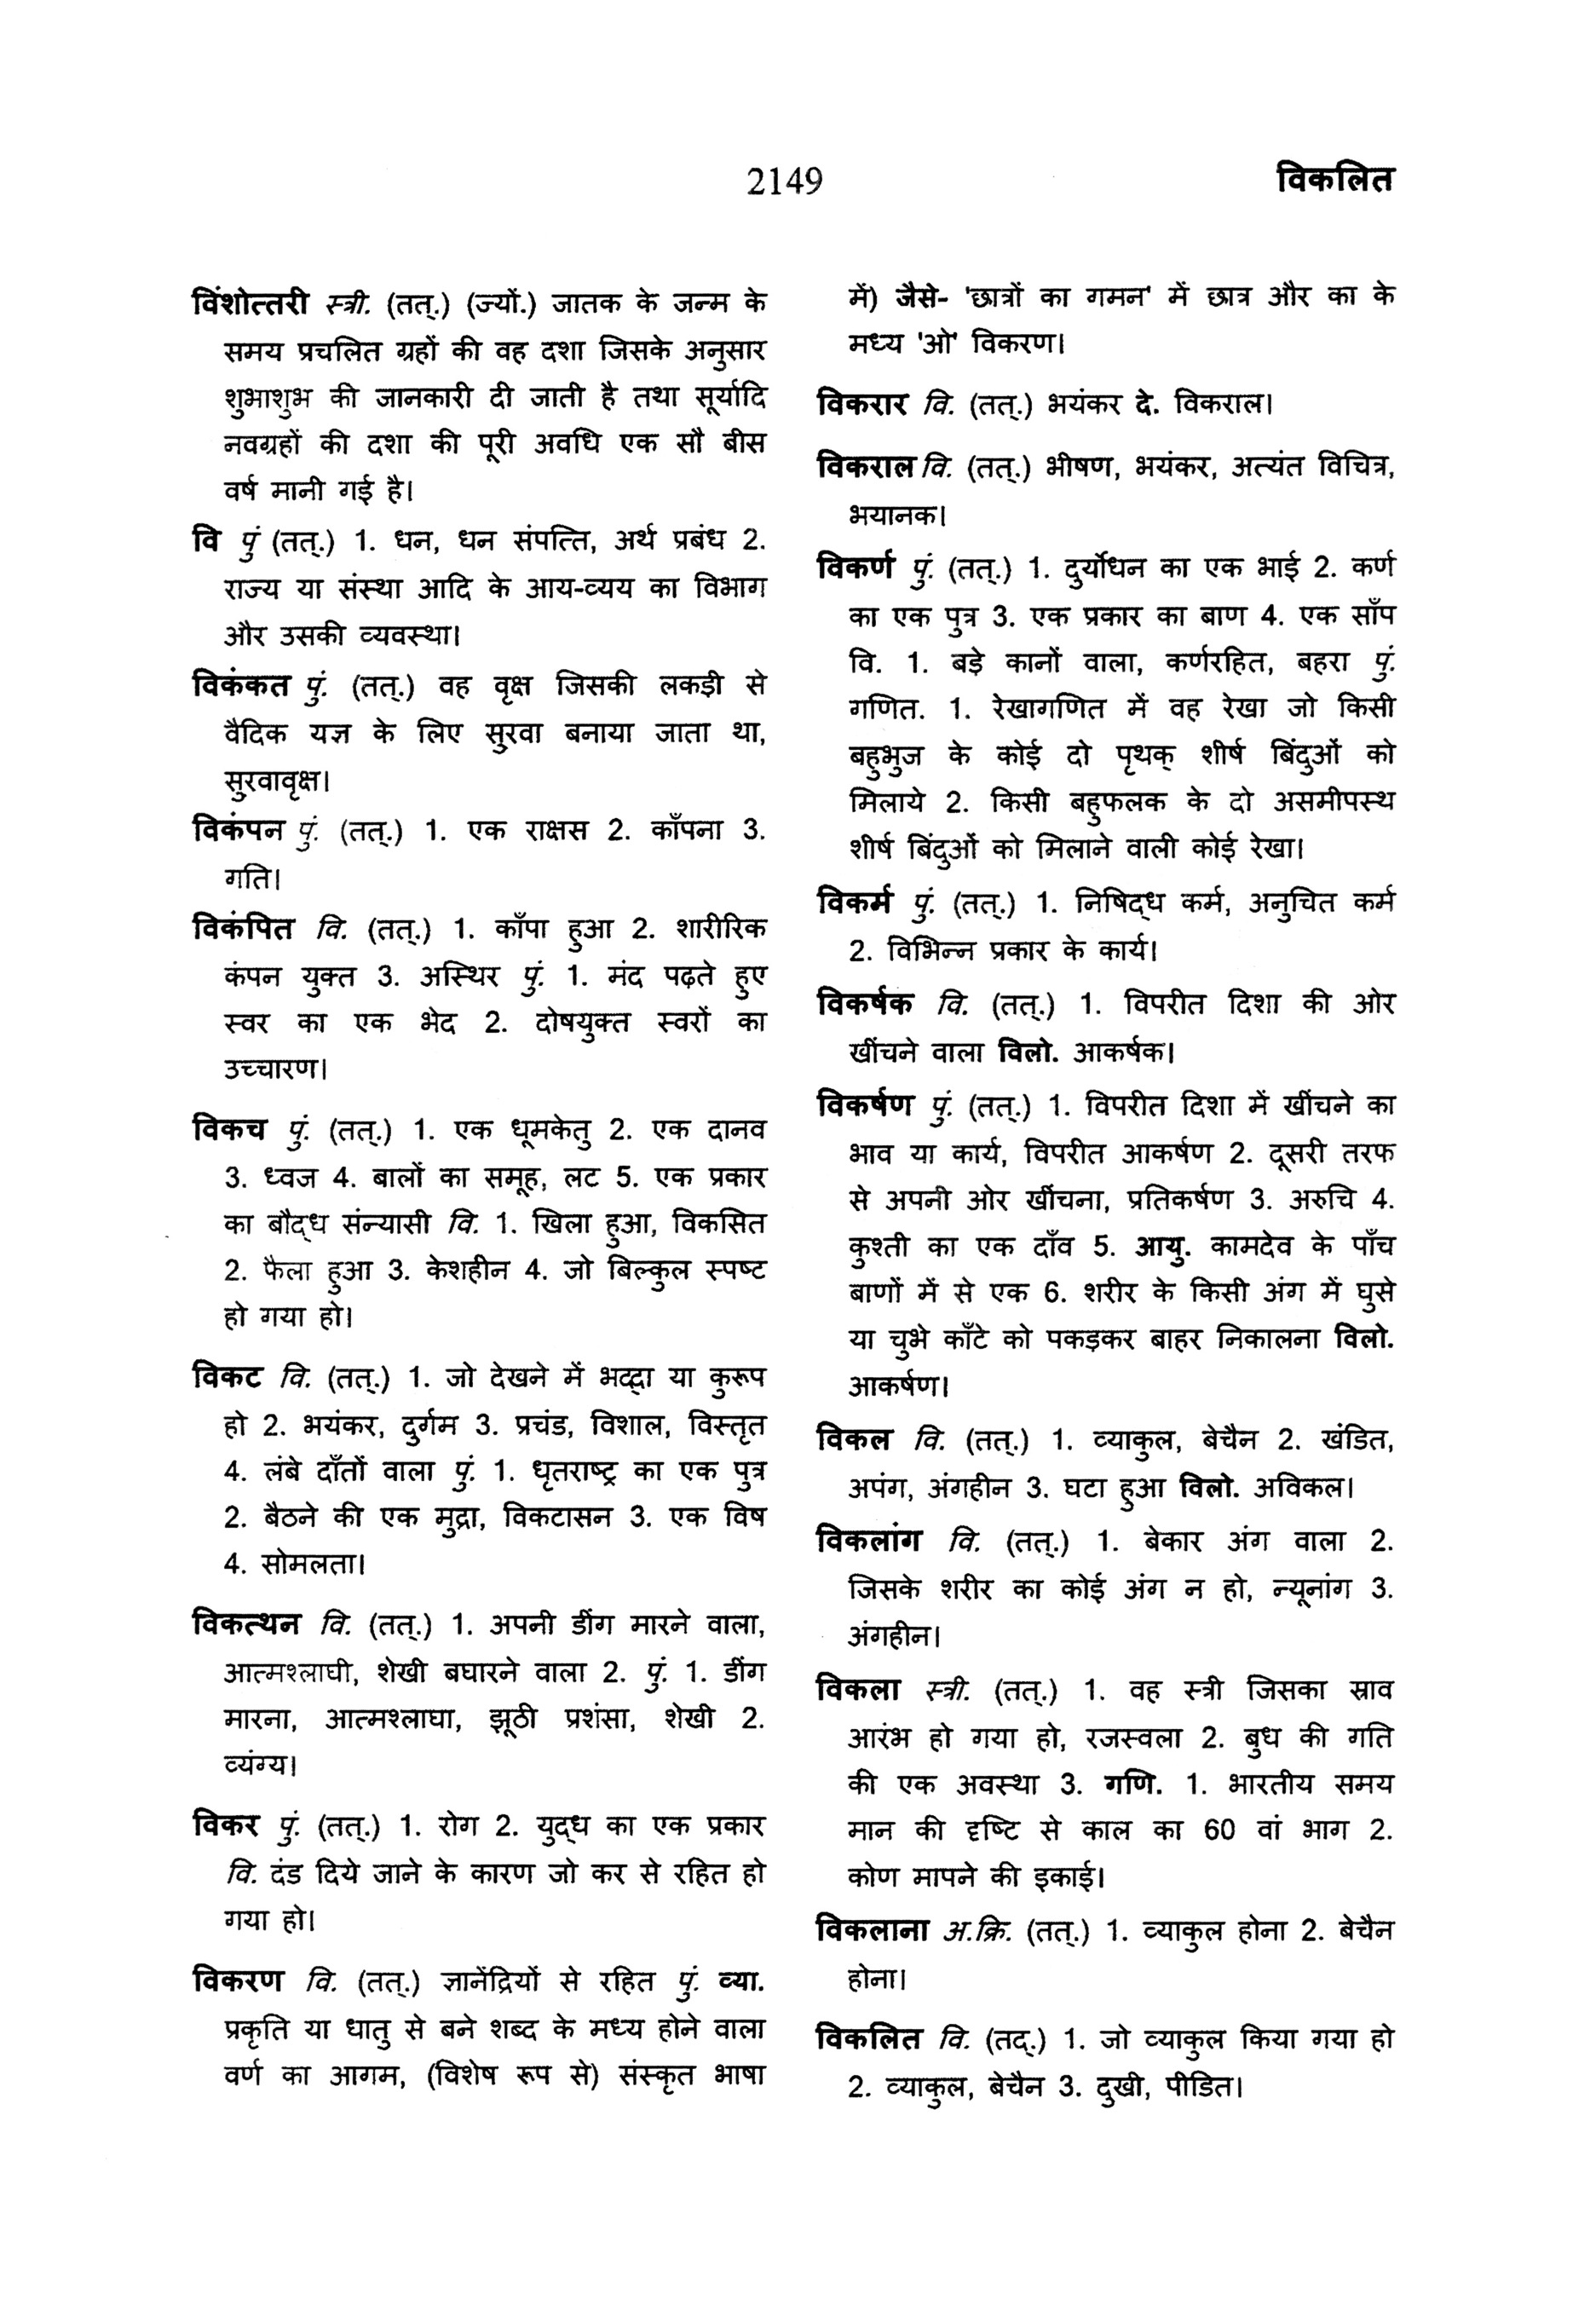 2149
विकलित
विंशोत्तरी स्त्री. (तत्.) (ज्यों.) जातक के जन्म के
समय प्रचलित ग्रहों की वह दशा जिसके अनुसार
शुभाशुभ की जानकारी दी जाती है तथा सूर्यादि
नवग्रहों की दशा की पूरी अवधि एक सौ बीस
वर्ष मानी गई है।
वि पुं (तत्.) 1. धन, धन संपत्ति, अर्थ प्रबंध 2.
राज्य या संस्था आदि के आय-व्यय का विभाग
और उसकी व्यवस्था।
विकंकत पुं. (तत्.) वह वृक्ष जिसकी लकड़ी से
वैदिक यज्ञ के लिए सुरवा बनाया जाता था,
सुरवावृक्ष।
विकंपन पुं. (तत्.) 1. एक राक्षस 2. काँपना 3.
गति।
विकंपित वि. (तत्.) 1. काँपा हुआ 2. शारीरिक
कंपन युक्त 3. अस्थिर पुं. 1. मंद पढ़ते हुए
स्वर का एक भेद 2. दोषयुक्त स्वरों का
उच्चारण।
विकच पुं. (तत्.) 1. एक धूमकेतु 2. एक दानव
3. ध्वज 4. बालों का समूह, लट 5. एक प्रकार
का बौद्ध संन्यासी वि. 1. खिला हुआ, विकसित
2. फैला हुआ 3. केशहीन 4. जो बिल्कुल स्पष्ट
हो गया हो।
विकट वि. (तत्.) 1. जो देखने में भद्दा या कुरूप
हो 2. भयंकर, दुर्गम 3. प्रचंड, विशाल, विस्तृत
4. लंबे दाँतों वाला पुं. 1. धृतराष्ट्र का एक पुत्र
2. बैठने की एक मुद्रा, विकटासन 3. एक विष
4. सोमलता।
विकत्थन वि. (तत्.) 1. अपनी डींग मारने वाला,
आत्मश्लाघी, शेखी बघारने वाला 2. पुं. 1. डींग
मारना, आत्मश्लाघा, झूठी प्रशंसा, शेखी 2.
व्यंग्य।
विकर पुं. (तत्.) 1. रोग 2. युद्ध का एक प्रकार
वि. दंड दिये जाने के कारण जो कर से रहित हो
गया हो।
विकरण वि. (तत्.) ज्ञानेंद्रियों से रहित पुं. व्या.
प्रकृति या धातु से बने शब्द के मध्य होने वाला
वर्ण का आगम, (विशेष रूप से) संस्कृत भाषा
में) जैसे- 'छात्रों का गमन' में छात्र और का के
मध्य 'ओ' विकरण।
विकरार वि. (तत्.) भयंकर दे. विकराल।
विकराल वि. (तत्.) भीषण, भयंकर, अत्यंत विचित्र,
भयानक।
विकर्ण पुं. (तत्.) 1. दुर्योधन का एक भाई 2. कर्ण
का एक पुत्र 3. एक प्रकार का बाण 4. एक साँप
वि. 1. बड़े कानों वाला, कर्णरहित, बहरा पुं.
गणित. 1. रेखागणित में वह रेखा जो किसी
बहुभुज के कोई दो पृथक् शीर्ष बिंदुओं को
मिलाये 2. किसी बहुफलक के दो असमीपस्थ
शीर्ष बिंदुओं को मिलाने वाली कोई रेखा।
विकर्म पुं. (तत्.) 1. निषिद्ध कर्म, अनुचित कर्म
2. विभिन्न प्रकार के कार्य।
विकर्षक वि. (तत्.) 1. विपरीत दिशा की ओर
खींचने वाला विलो. आकर्षक।
विकर्षण पुं. (तत्.) 1. विपरीत दिशा में खींचने का
भाव या कार्य, विपरीत आकर्षण 2. दूसरी तरफ
से अपनी ओर खींचना, प्रतिकर्षण 3. अरुचि 4.
कुश्ती का एक दाँव 5. आयु. कामदेव के पाँच
बाणों में से एक 6. शरीर के किसी अंग में घुसे
या चुभे काँटे को पकड़कर बाहर निकालना विलो.
आकर्षण।
विकल वि. (तत्.) 1. व्याकुल, बेचैन 2. खंडित,
अपंग, अंगहीन 3. घटा हुआ विलो. अविकल।
विकलांग वि. (तत्.) 1. बेकार अंग वाला 2.
जिसके शरीर का कोई अंग न हो, न्यूनांग 3.
अंगहीन।
विकला स्त्री. (तत्.) 1. वह स्त्री जिसका स्राव
आरंभ हो गया हो, रजस्वला 2. बुध की गति
की एक अवस्था 3. गणि. 1. भारतीय समय
मान की दृष्टि से काल का 60 वां भाग 2.
कोण मापने की इकाई।
विकलाना अ.क्रि. (तत्.) 1. व्याकुल होना 2. बेचैन
होना।
विकलित वि. (तद्.) 1. जो व्याकुल किया गया हो
2. व्याकुल, बेचैन 3. दुखी, पीडित।